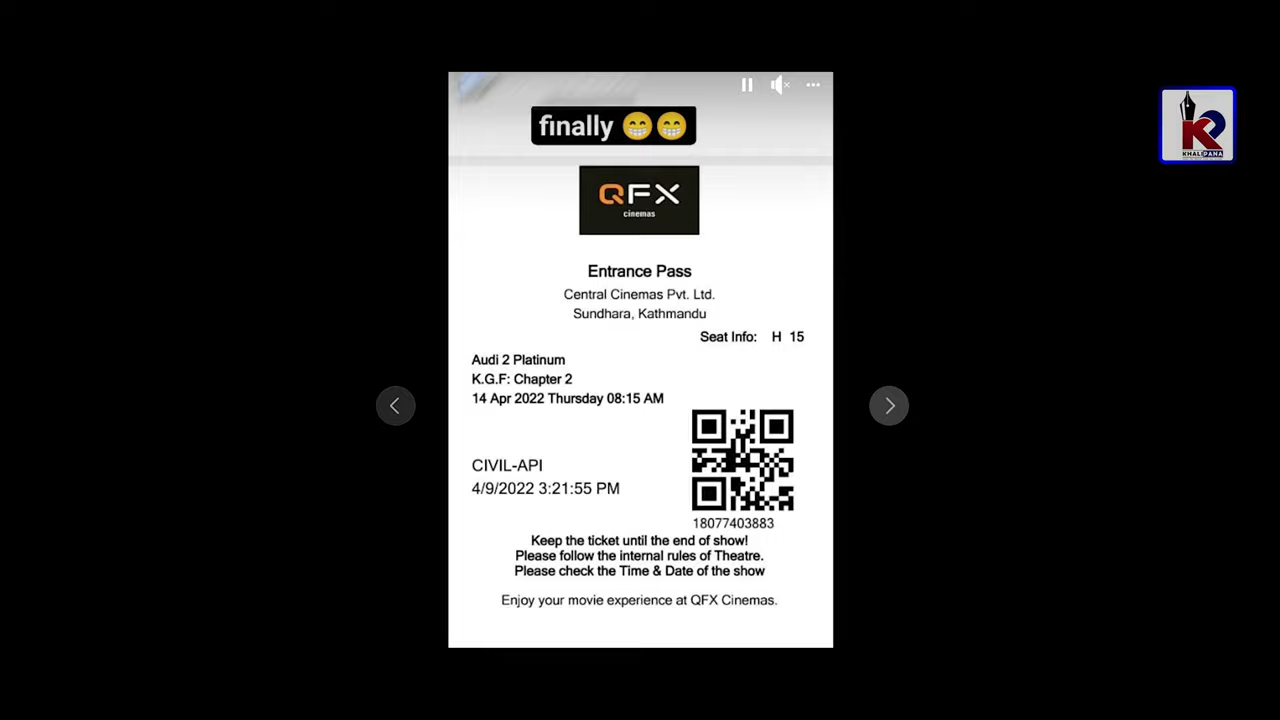 finally 😁😁
QFX
cinemas
Entrance Pass
Central Cinemas Pvt. Ltd.
Sundhara, Kathmandu
Seat Info: H 15
Audi 2 Platinum
K.G.F: Chapter 2
14 Apr 2022 Thursday 08:15 AM
CIVIL-API
4/9/2022 3:21:55 PM
18077403883
Keep the ticket until the end of show!
Please follow the internal rules of Theatre.
Please check the Time & Date of the show
Enjoy your movie experience at QFX Cinemas.
KHALIPANA